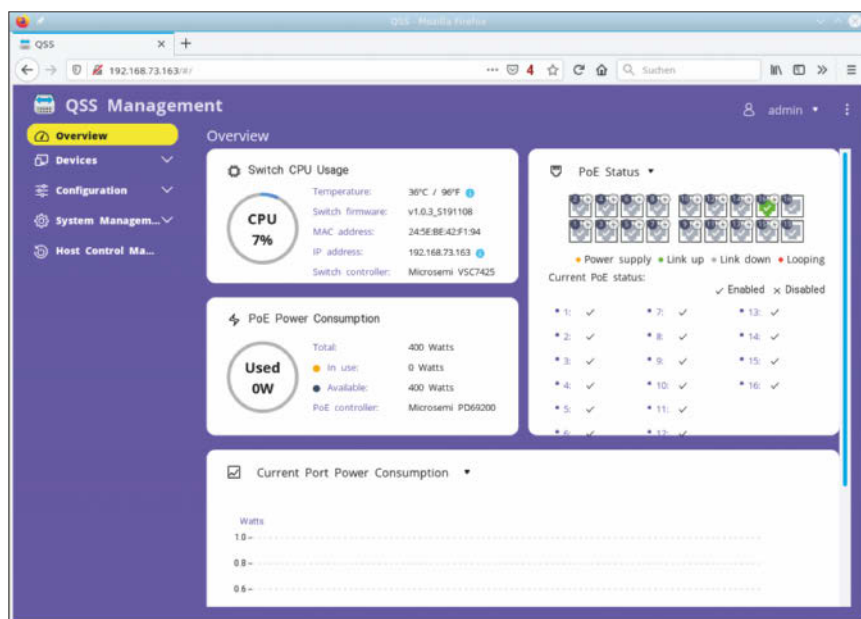 QSS - Mozilla Firefox
QSS
192.168.73.163/#/
4
Suchen
QSS Management
admin
Overview
Devices
Configuration
System Managem...
Host Control Ma...
Overview
Switch CPU Usage
CPU
7%
Temperature: 36°C / 96°F
Switch firmware: v1.0.3_S191108
MAC address: 24:5E:BE:42:F1:94
IP address: 192.168.73.163
Switch controller: Microsemi VSC7425
PoE Power Consumption
Used
0W
Total: 400 Watts
In use: 0 Watts
Available: 400 Watts
PoE controller: Microsemi PD69200
PoE Status
Power supply Link up Link down Looping
Current PoE status:
✓ Enabled × Disabled
* 1: ✓ * 7: ✓ * 13: ✓
* 2: ✓ * 8: ✓ * 14: ✓
* 3: ✓ * 9: ✓ * 15: ✓
* 4: ✓ * 10: ✓ * 16: ✓
* 5: ✓ * 11: ✓
* 6: ✓ * 12: ✓
Current Port Power Consumption
Watts
1.0
0.8
0.6